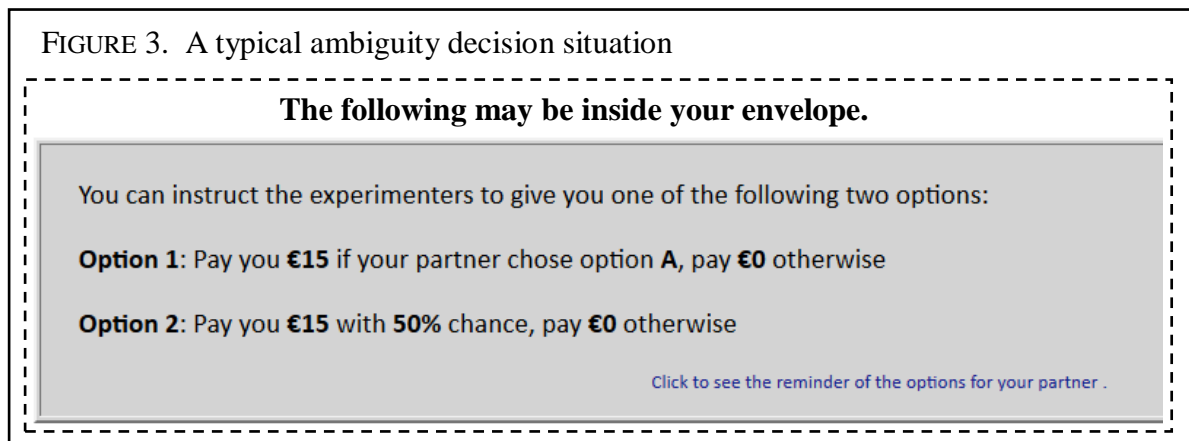 FIGURE 3. A typical ambiguity decision situation
The following may be inside your envelope.
You can instruct the experimenters to give you one of the following two options:
Option 1: Pay you €15 if your partner chose option A, pay €0 otherwise
Option 2: Pay you €15 with 50% chance, pay €0 otherwise
Click to see the reminder of the options for your partner .